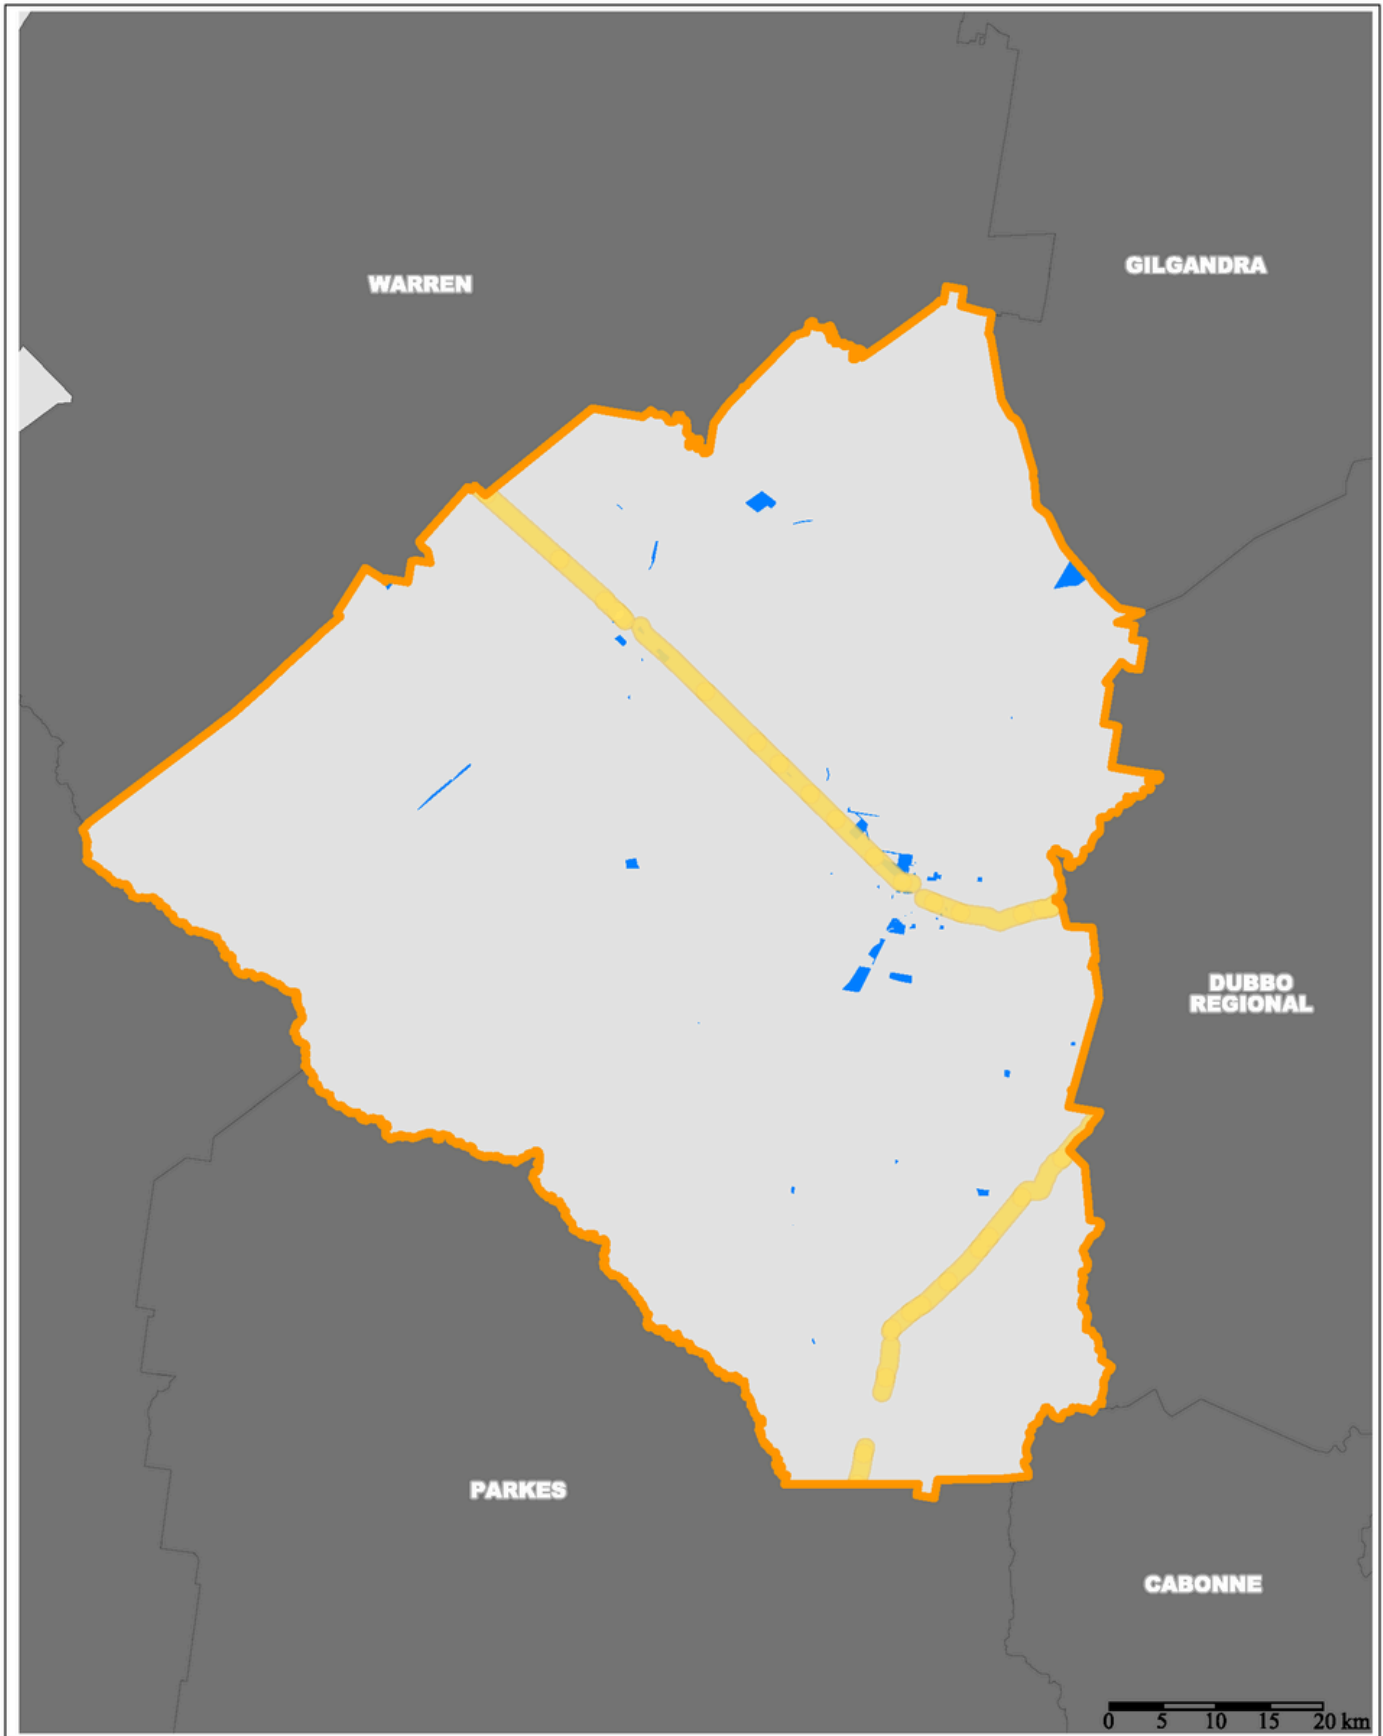 GILGANDRA
WARREN
DUBBO
REGIONAL
PARKES
CABONNE
0 5 10 15 20 km